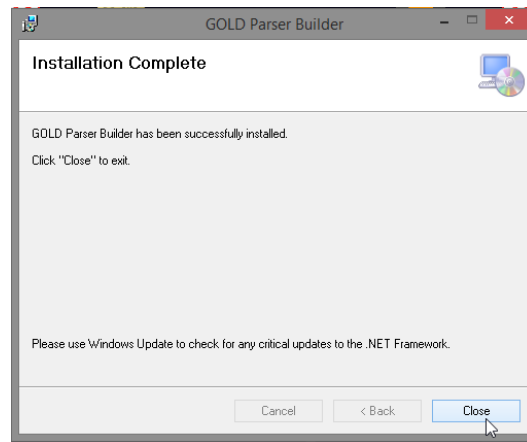 GOLD Parser Builder
Installation Complete
GOLD Parser Builder has been successfully installed.
Click "Close" to exit.
Please use Windows Update to check for any critical updates to the .NET Framework.
Cancel
< Back
Close